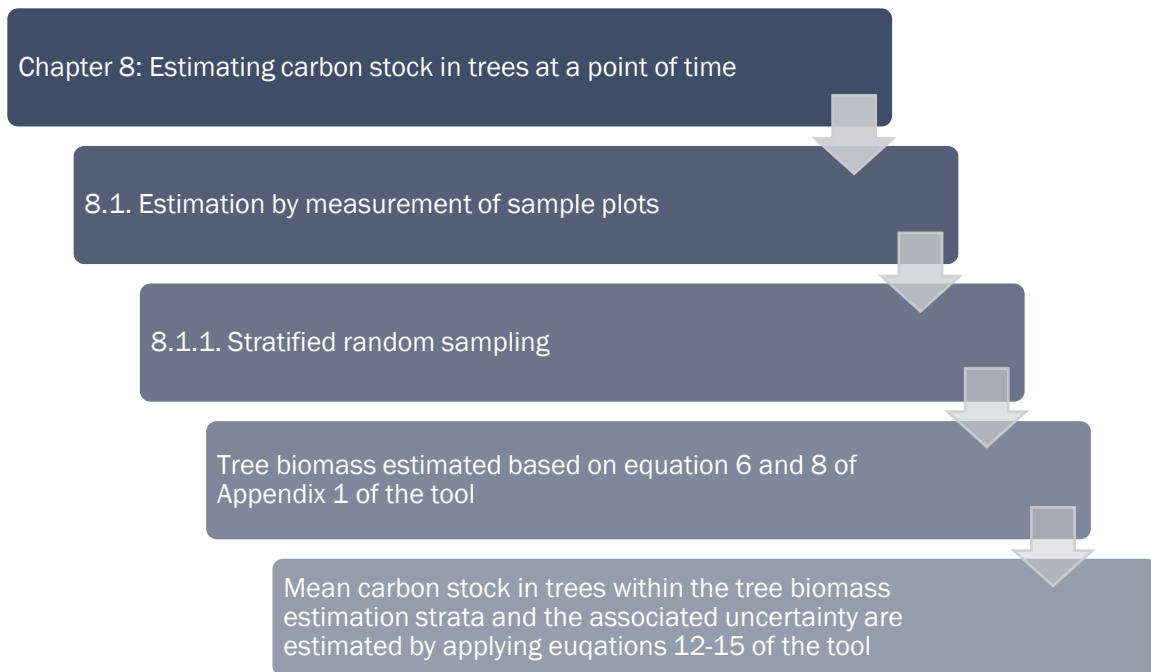 Chapter 8: Estimating carbon stock in trees at a point of time
8.1. Estimation by measurement of sample plots
8.1.1. Stratified random sampling
Tree biomass estimated based on equation 6 and 8 of
Appendix 1 of the tool
Mean carbon stock in trees within the tree biomass
estimation strata and the associated uncertainty are
estimated by applying euqations 12-15 of the tool